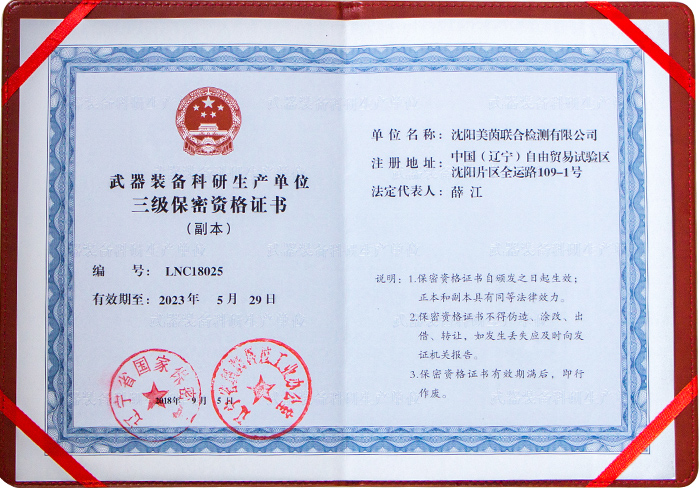 武器装备科研生产单位
三级保密资格证书
（副本）
编 号： LNC18025
有效期至：2023年 5月 29日
辽宁省国家保密局
2018年 9月 5日
单位名称：沈阳美茵联合检测有限公司
注册地址：中国（辽宁）自由贸易试验区
沈阳片区全运路109-1号
法定代表人：薛江
说明：1.保密资格证书自颁发之日起生效；
正本和副本具有同等法律效力。
2.保密资格证书不得伪造、涂改、出
借、转让，如发生丢失应及时向发
证机关报告。
3.保密资格证书有效期满后，即行
作废。